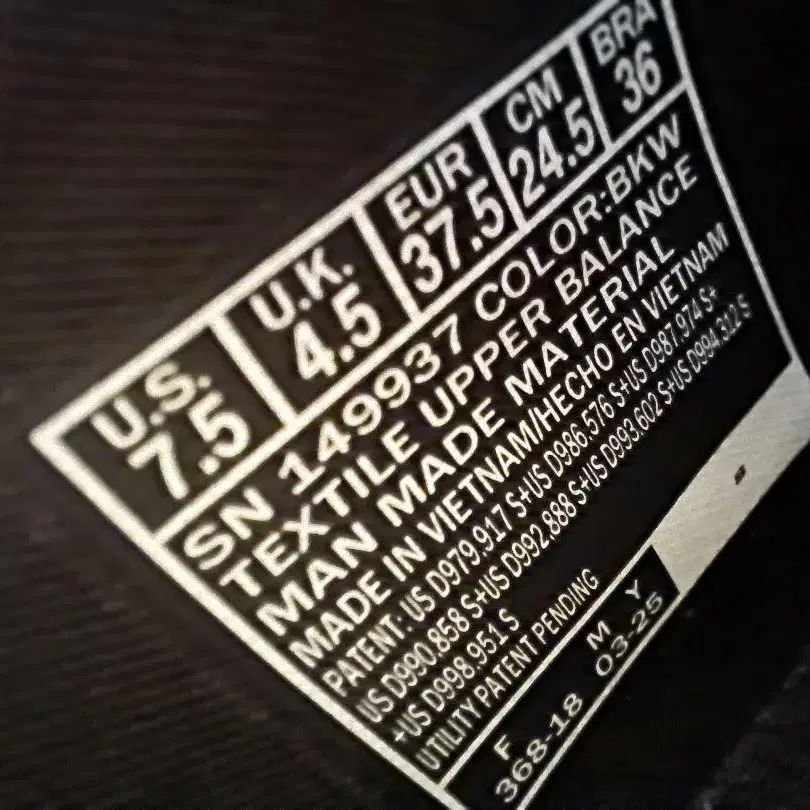 U.S. U.K. EUR CM BRA
7.5 4.5 37.5 24.5 36
SN 149937 COLOR:BKW
TEXTILE UPPER BALANCE
MAN MADE MATERIAL
MADE IN VIETNAM/HECHO EN VIETNAM
PATENT: US D979.917 S+US D986.576 S+US D987.974 S+
US D990.858 S+US D992.888 S+US D993.602 S+US D994.312 S
+US D998.951 S
UTILITY PATENT PENDING
F M Y
368-18 03-25